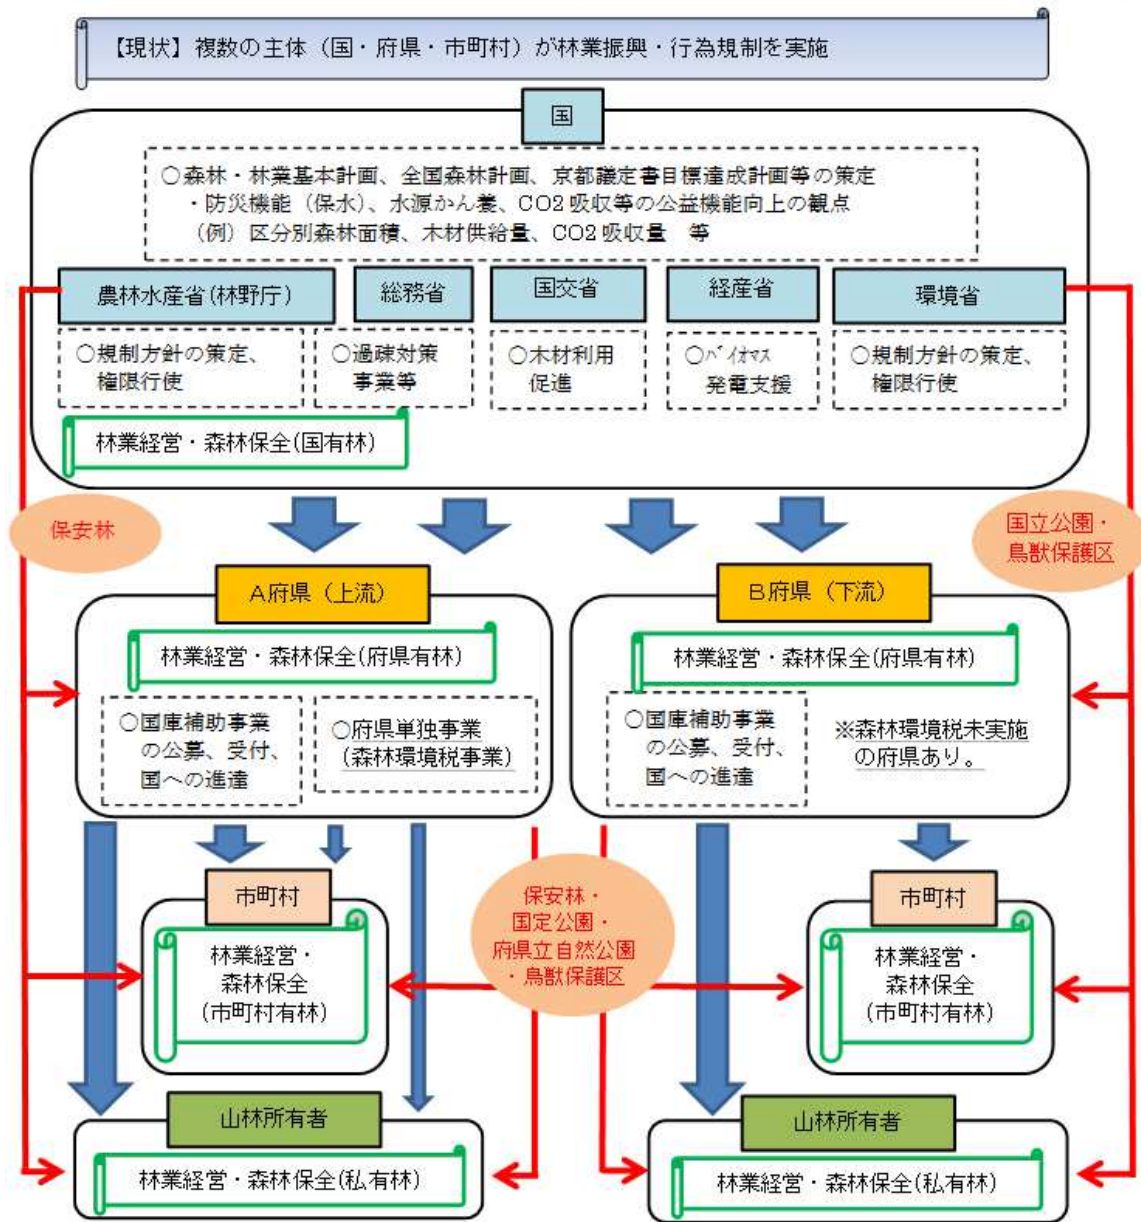 【現状】複数の主体（国・府県・市町村）が林業振興・行為規制を実施
国
○森林・林業基本計画、全国森林計画、京都議定書目標達成計画等の策定
・防災機能（保水）、水源かん養、CO2吸収等の公益機能向上の観点
（例）区分別森林面積、木材供給量、CO2吸収量　等
農林水産省(林野庁)
総務省
国交省
経産省
環境省
○規制方針の策定、
権限行使
○過疎対策
事業等
○木材利用
促進
○ﾊﾞｲｵﾏｽ
発電支援
○規制方針の策定、
権限行使
林業経営・森林保全(国有林)
保安林
国立公園・
鳥獣保護区
A府県（上流）
B府県（下流）
林業経営・森林保全(府県有林)
林業経営・森林保全(府県有林)
○国庫補助事業
の公募、受付、
国への進達
○府県単独事業
(森林環境税事業)
○国庫補助事業
の公募、受付、
国への進達
※森林環境税未実施
の府県あり。
市町村
保安林・
国定公園・
府県立自然公園
・鳥獣保護区
市町村
林業経営・
森林保全
(市町村有林)
林業経営・
森林保全
(市町村有林)
山林所有者
山林所有者
林業経営・森林保全(私有林)
林業経営・森林保全(私有林)